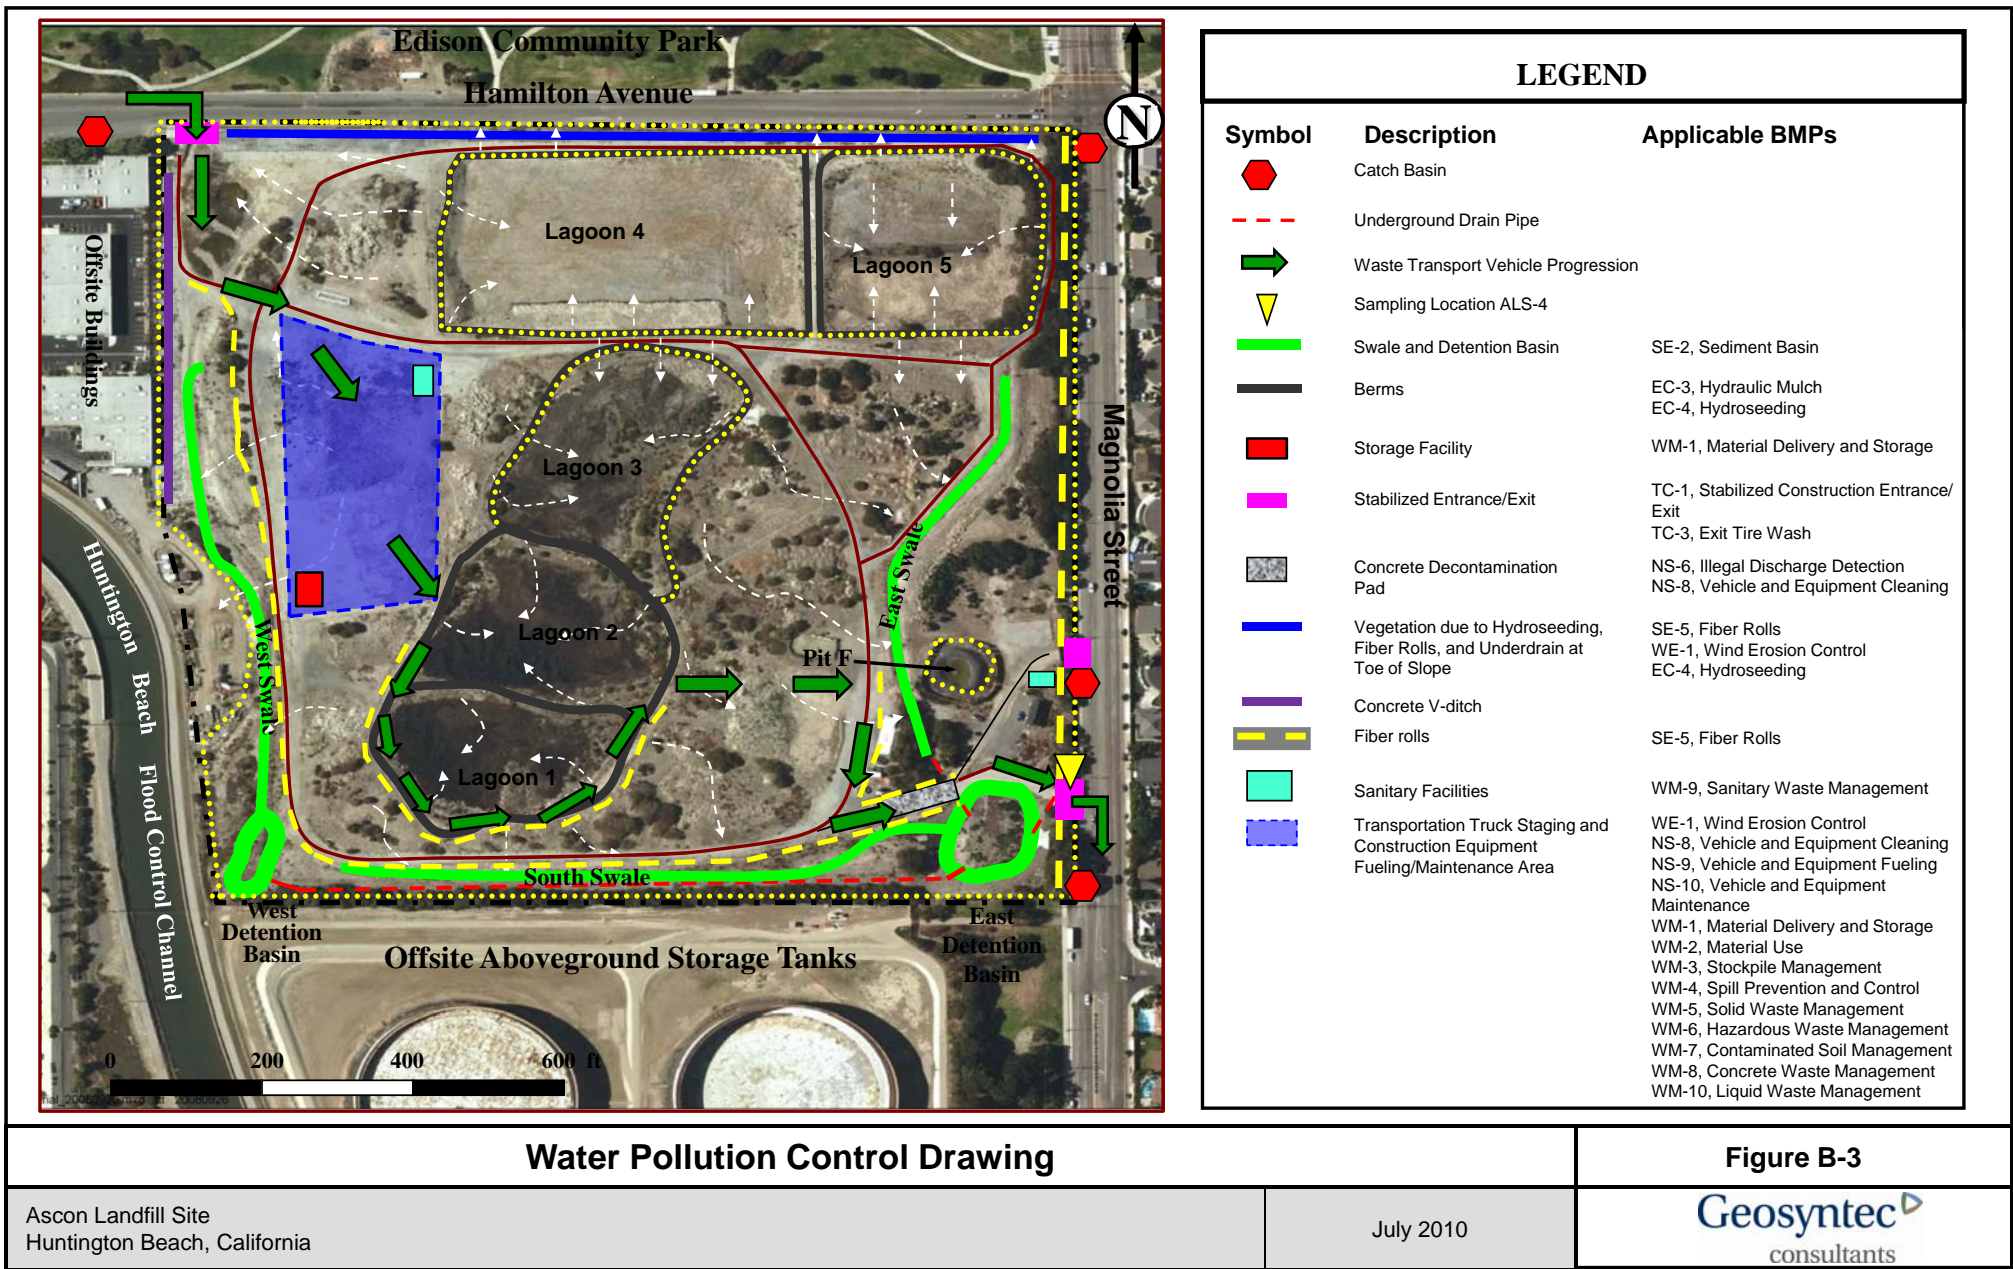 Edison Community Park
Hamilton Avenue
N
Lagoon 4
Lagoon 5
Offsite Buildings
Lagoon 3
Magnolia Street
Huntington Beach Flood Control Channel
East Swale
Lagoon 2
West Swale
Pit F
Lagoon 1
South Swale
West
Detention
Basin
East
Detention
Basin
Offsite Aboveground Storage Tanks
0 200 400 600 ft
LEGEND
Symbol Description Applicable BMPs
Catch Basin
Underground Drain Pipe
Waste Transport Vehicle Progression
Sampling Location ALS-4
Swale and Detention Basin SE-2, Sediment Basin
Berms EC-3, Hydraulic Mulch
EC-4, Hydroseeding
Storage Facility WM-1, Material Delivery and Storage
Stabilized Entrance/Exit TC-1, Stabilized Construction Entrance/
Exit
TC-3, Exit Tire Wash
Concrete Decontamination NS-6, Illegal Discharge Detection
Pad NS-8, Vehicle and Equipment Cleaning
Vegetation due to Hydroseeding, SE-5, Fiber Rolls
Fiber Rolls, and Underdrain at WE-1, Wind Erosion Control
Toe of Slope EC-4, Hydroseeding
Concrete V-ditch
Fiber rolls SE-5, Fiber Rolls
Sanitary Facilities WM-9, Sanitary Waste Management
Transportation Truck Staging and WE-1, Wind Erosion Control
Construction Equipment NS-8, Vehicle and Equipment Cleaning
Fueling/Maintenance Area NS-9, Vehicle and Equipment Fueling
NS-10, Vehicle and Equipment
Maintenance
WM-1, Material Delivery and Storage
WM-2, Material Use
WM-3, Stockpile Management
WM-4, Spill Prevention and Control
WM-5, Solid Waste Management
WM-6, Hazardous Waste Management
WM-7, Contaminated Soil Management
WM-8, Concrete Waste Management
WM-10, Liquid Waste Management
Water Pollution Control Drawing
Figure B-3
Ascon Landfill Site
Huntington Beach, California
July 2010
Geosyntec
consultants